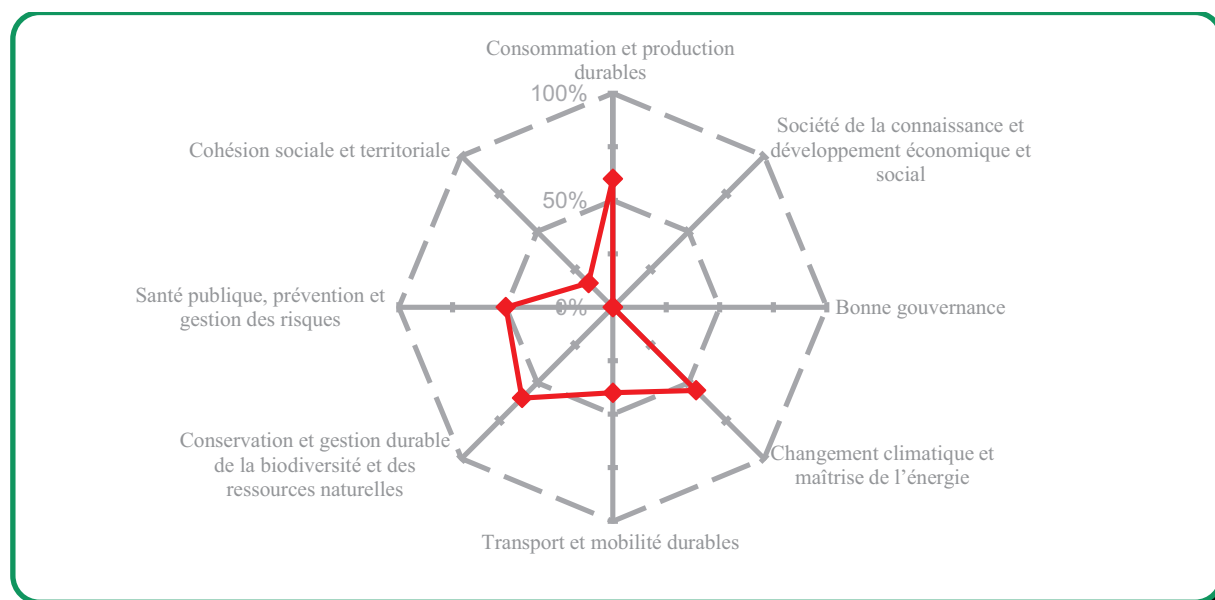 Consommation et production
durables
100%
Société de la connaissance et
développement économique et
social
Cohésion sociale et territoriale
50%
Santé publique, prévention et
gestion des risques
0%
Bonne gouvernance
Conservation et gestion durable
de la biodiversité et des
ressources naturelles
Changement climatique et
maîtrise de l’énergie
Transport et mobilité durables